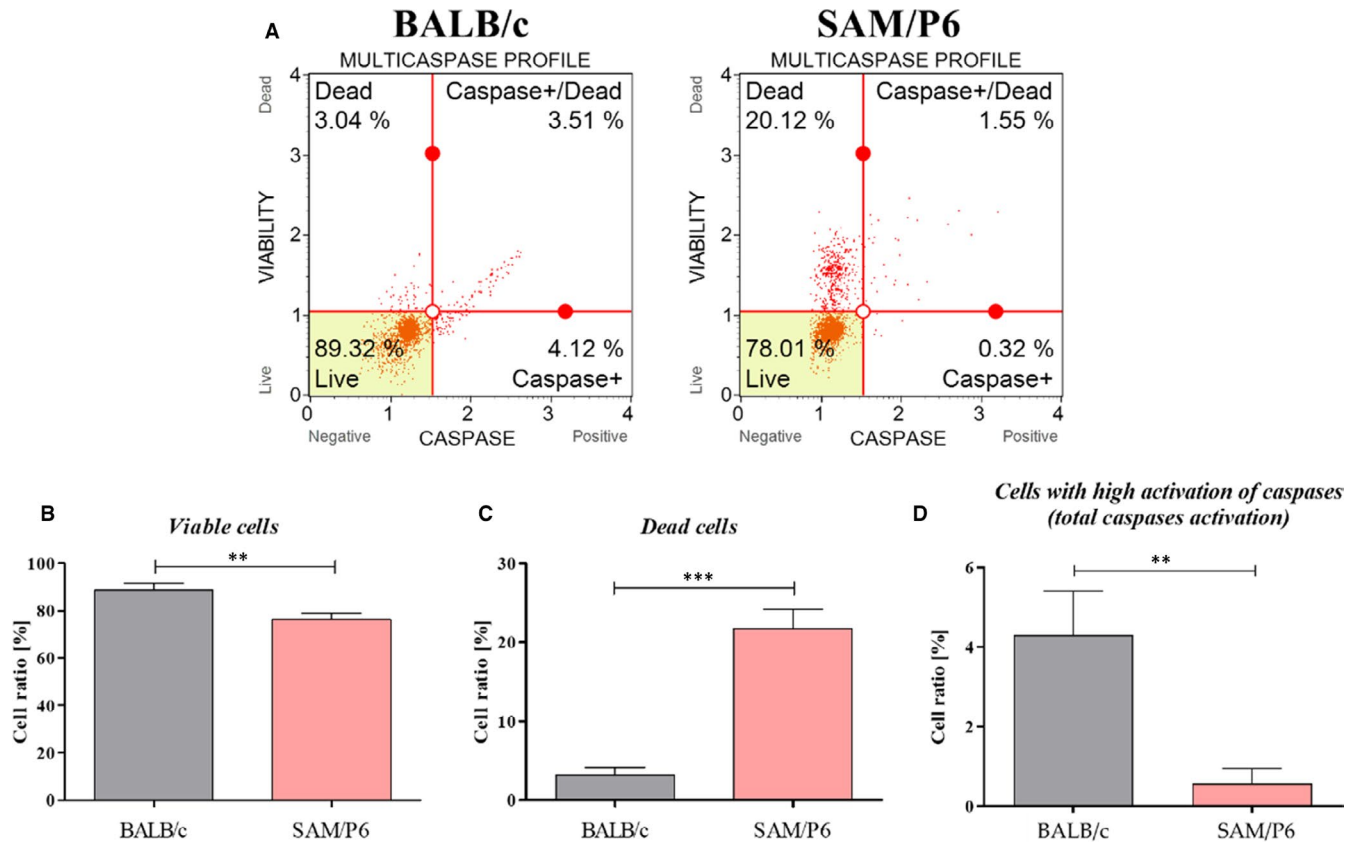 A
BALB/c
MULTICASPASE PROFILE
Dead
4
3
2
1
0
Live
VIABILITY
Dead
3.04 %
Caspase+/Dead
3.51 %
89.32 %
Live
4.12 %
Caspase+
0 1 2 3 4
Negative CASPASE Positive
SAM/P6
MULTICASPASE PROFILE
Dead
4
3
2
1
0
Live
VIABILITY
Dead
20.12 %
Caspase+/Dead
1.55 %
78.01 %
Live
0.32 %
Caspase+
0 1 2 3 4
Negative CASPASE Positive
B
Viable cells
**
Cell ratio [%]
100
80
60
40
20
0
BALB/c SAM/P6
C
Dead cells
***
Cell ratio [%]
30
20
10
0
BALB/c SAM/P6
D
Cells with high activation of caspases
(total caspases activation)
**
Cell ratio [%]
6
4
2
0
BALB/c SAM/P6